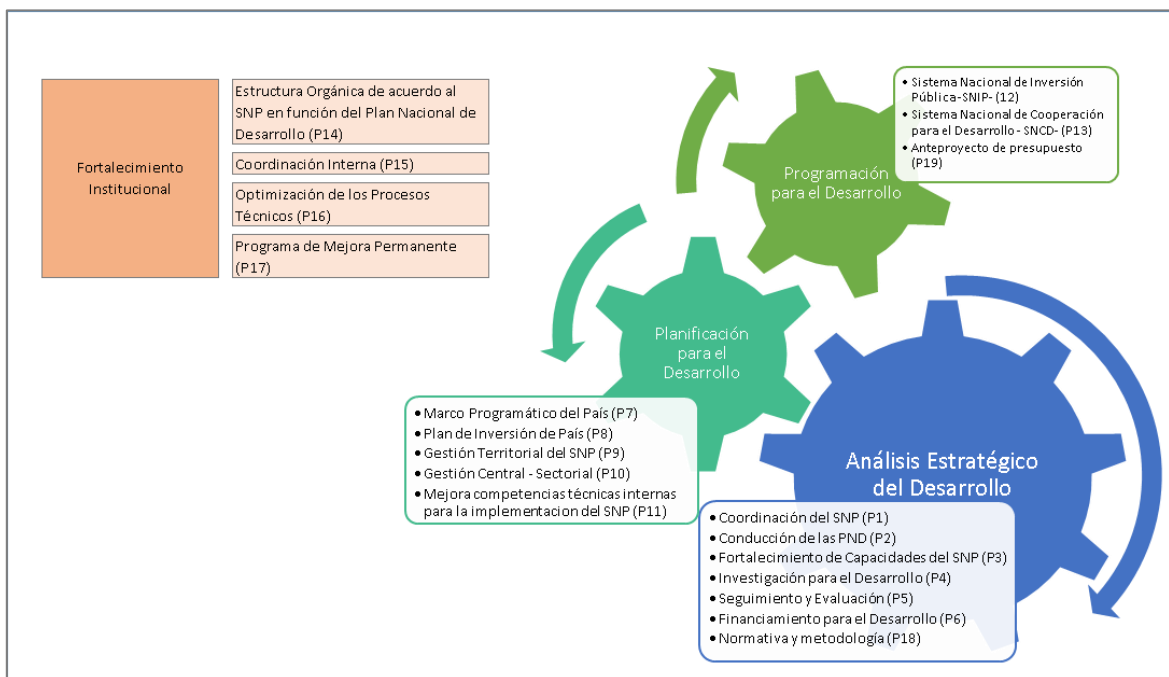 Fortalecimiento
Institucional
Estructura Orgánica de acuerdo al
SNP en función del Plan Nacional de
Desarrollo (P14)
Coordinación Interna (P15)
Optimización de los Procesos
Técnicos (P16)
Programa de Mejora Permanente
(P17)
• Sistema Nacional de Inversión
Pública-SNIP- (12)
• Sistema Nacional de Cooperación
para el Desarrollo - SNCD- (P13)
• Anteproyecto de presupuesto
(P19)
Programación
para el Desarrollo
Planificación
para el
Desarrollo
• Marco Programático del País (P7)
• Plan de Inversión de País (P8)
• Gestión Territorial del SNP (P9)
• Gestión Central - Sectorial (P10)
• Mejora competencias técnicas internas
para la implementacion del SNP (P11)
Análisis Estratégico
del Desarrollo
• Coordinación del SNP (P1)
• Conducción de las PND (P2)
• Fortalecimiento de Capacidades del SNP (P3)
• Investigación para el Desarrollo (P4)
• Seguimiento y Evaluación (P5)
• Financiamiento para el Desarrollo (P6)
• Normativa y metodología (P18)